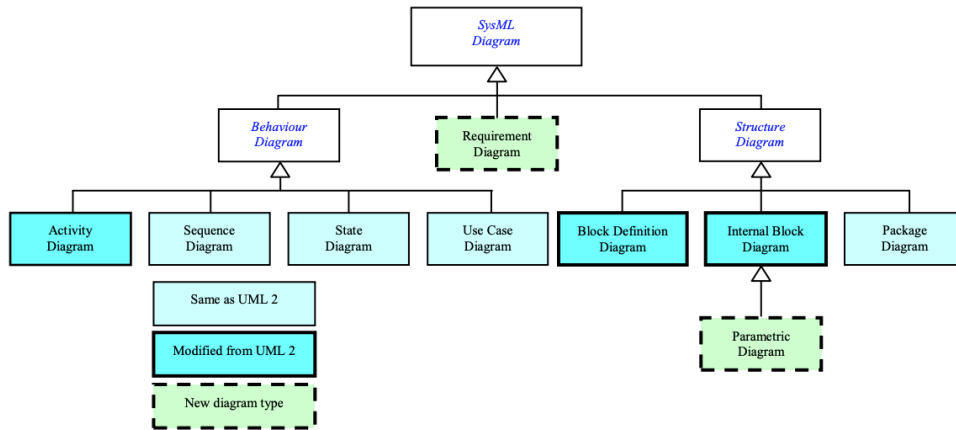 SysML
Diagram
Behaviour
Diagram
Requirement
Diagram
Structure
Diagram
Activity
Diagram
Sequence
Diagram
State
Diagram
Use Case
Diagram
Block Definition
Diagram
Internal Block
Diagram
Package
Diagram
Same as UML 2
Modified from UML 2
New diagram type
Parametric
Diagram